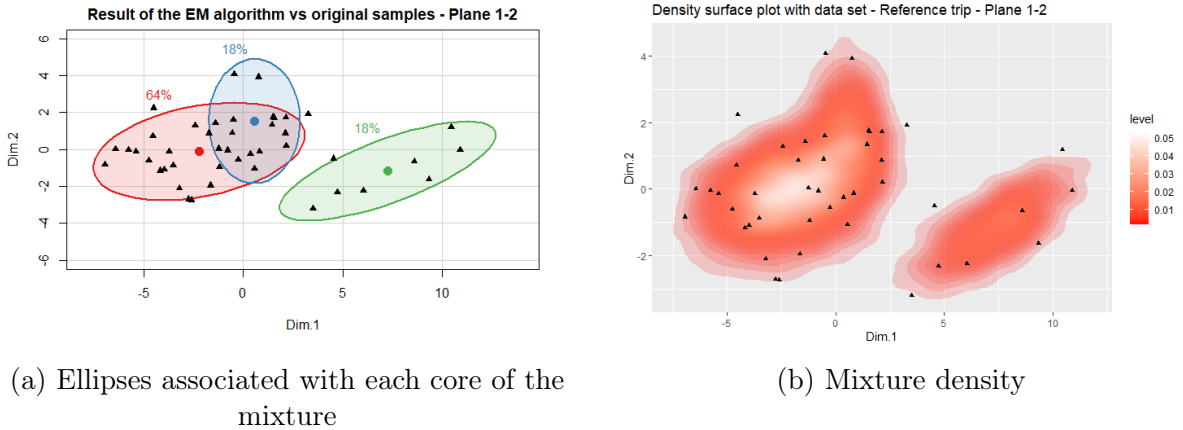 Result of the EM algorithm vs original samples - Plane 1-2
6
4
2
0
-2
-4
-6
Dim.2
18%
64%
18%
-5
0
5
10
Dim.1
(a) Ellipses associated with each core of the
mixture
Density surface plot with data set - Reference trip - Plane 1-2
4
2
0
-2
Dim.2
-5
0
5
10
Dim.1
level
0.05
0.04
0.03
0.02
0.01
(b) Mixture density